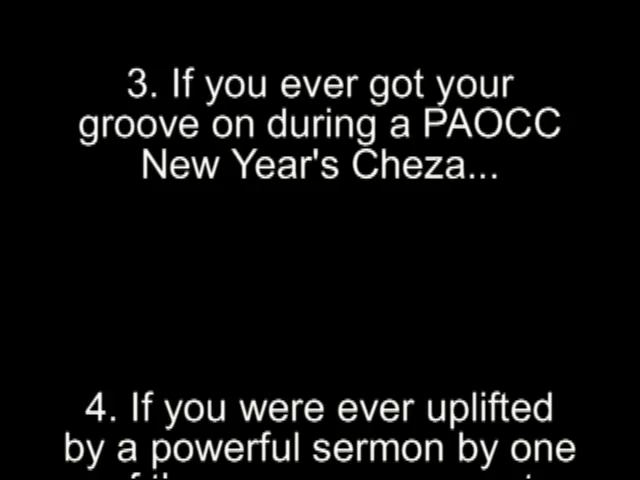 3. If you ever got your
groove on during a PAOCC
New Year's Cheza...
4. If you were ever uplifted
by a powerful sermon by one